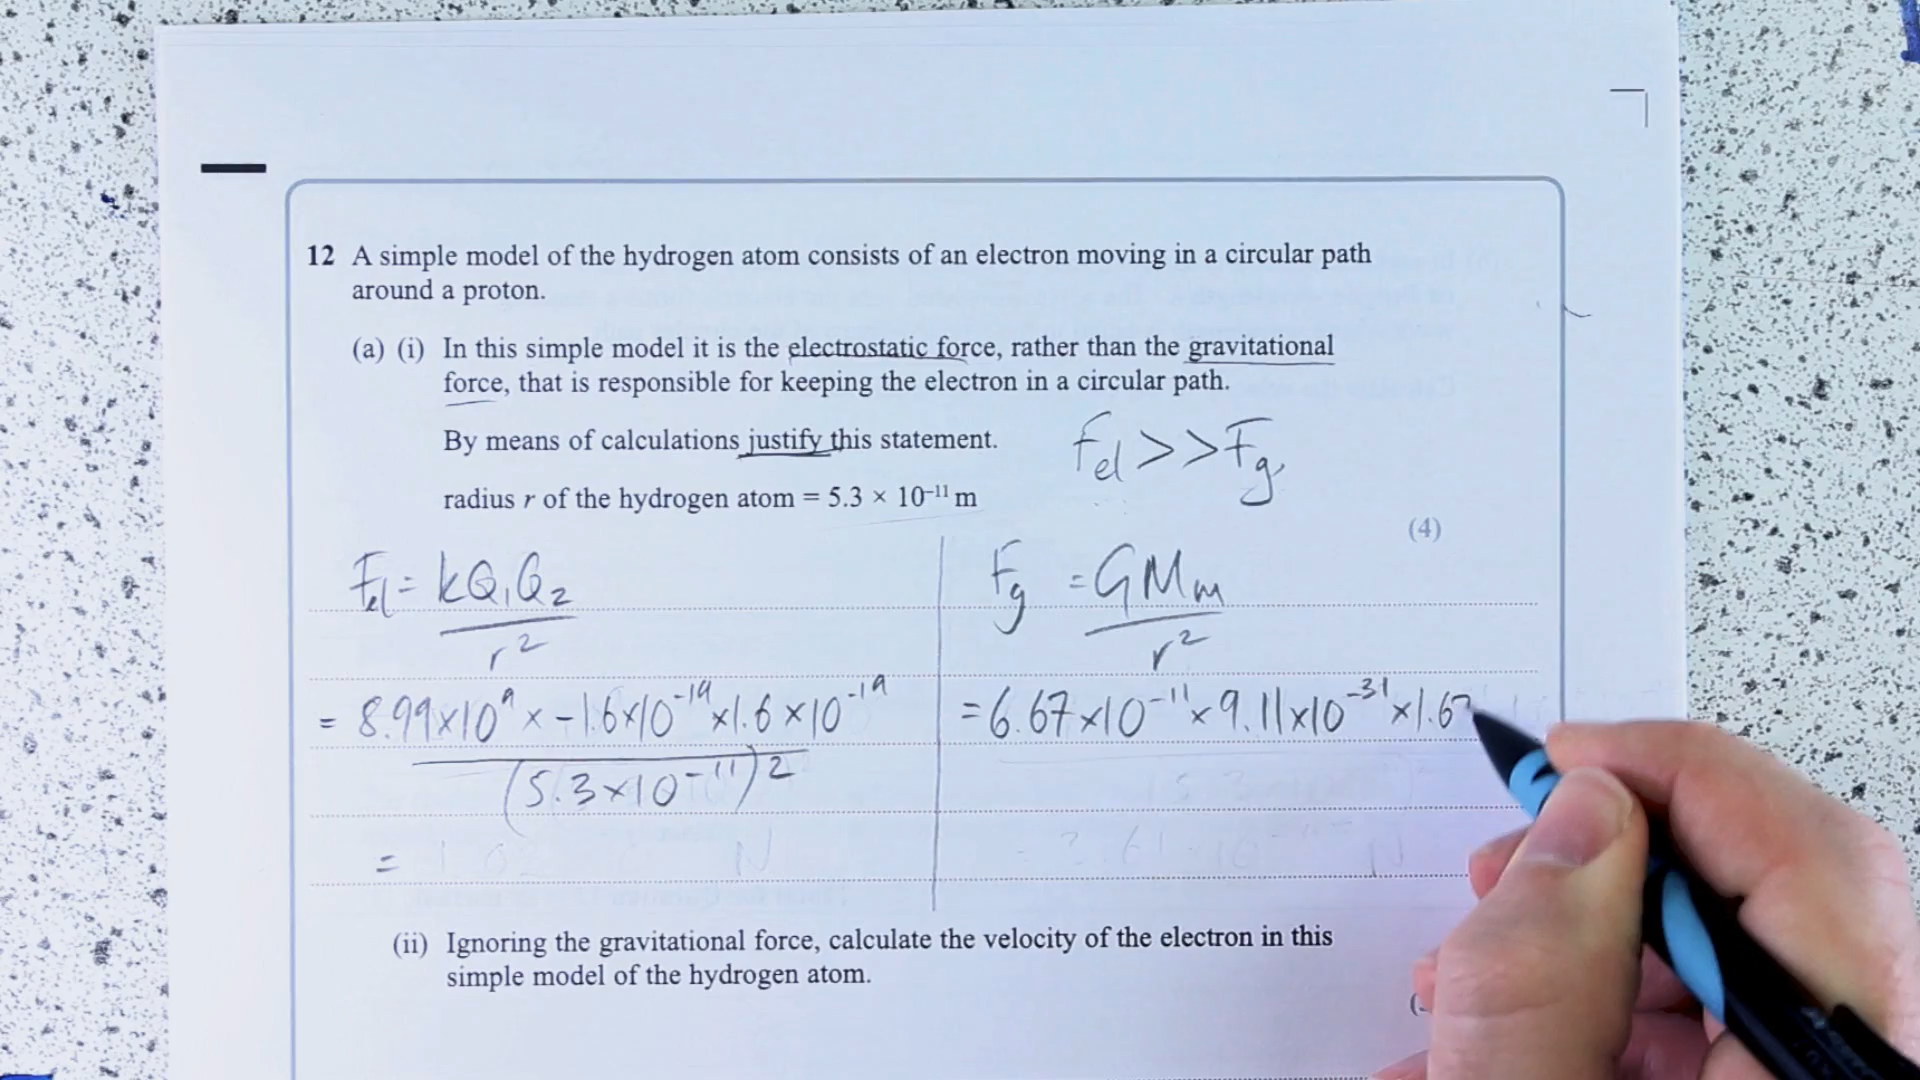 12 A simple model of the hydrogen atom consists of an electron moving in a circular path
around a proton.
(a) (i) In this simple model it is the electrostatic force, rather than the gravitational
force, that is responsible for keeping the electron in a circular path.
By means of calculations justify this statement.
Fel >> Fg
radius r of the hydrogen atom = 5.3 × 10⁻¹¹ m
(4)
Fel = kQ₁Q₂
r²
= 8.99×10⁹ × -1.6×10⁻¹⁹ ×1.6 ×10⁻¹⁹
(5.3×10⁻¹¹)²
=
Fg = GMm
r²
= 6.67×10⁻¹¹ × 9.11×10⁻³¹ ×1.67
(ii) Ignoring the gravitational force, calculate the velocity of the electron in this
simple model of the hydrogen atom.